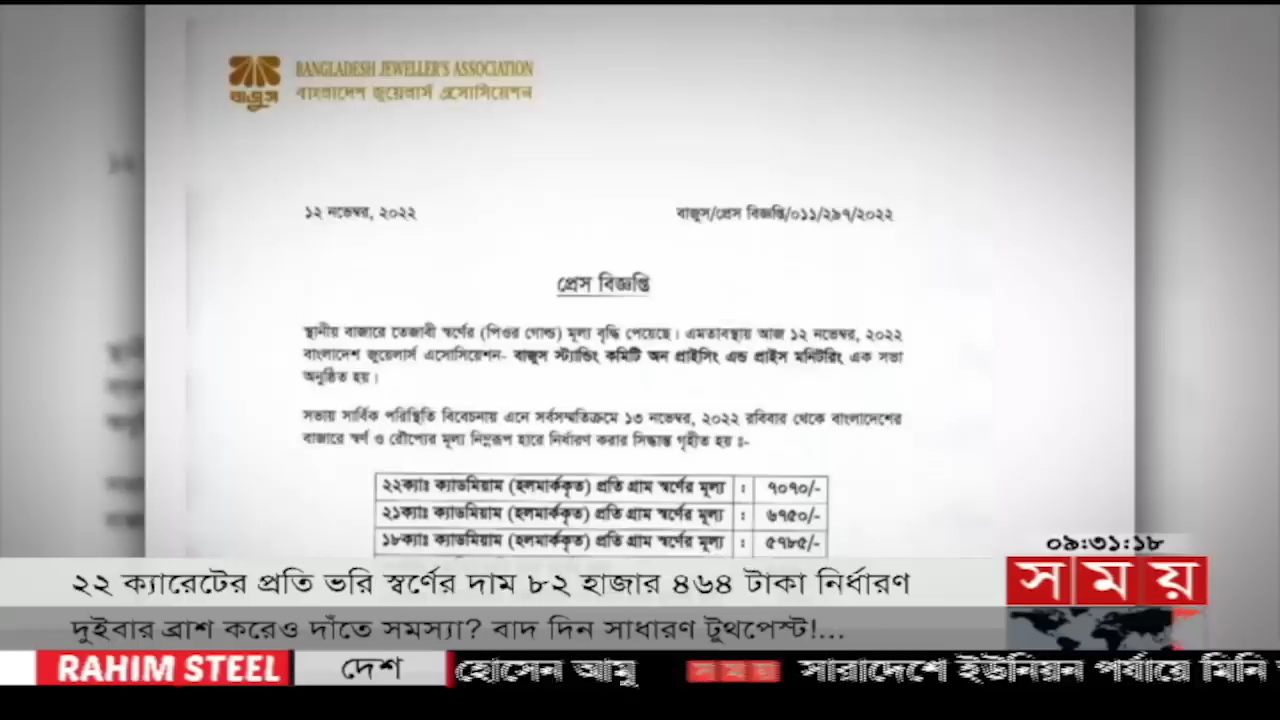 BANGLADESH JEWELLER'S ASSOCIATION
বাজুস বাংলাদেশ জুয়েলার্স এসোসিয়েশন
১২ নভেম্বর, ২০২২ বাজুস/প্রেস বিজ্ঞপ্তি/০১১/২৯৭/২০২২
প্রেস বিজ্ঞপ্তি
স্থানীয় বাজারে তেজাবী স্বর্ণের (পিওর গোল্ড) মূল্য বৃদ্ধি পেয়েছে। এমতাবস্থায় আজ ১২ নভেম্বর, ২০২২
বাংলাদেশ জুয়েলার্স এসোসিয়েশন- বাজুস স্ট্যান্ডিং কমিটি অন প্রাইসিং এন্ড প্রাইস মনিটরিং এক সভা
অনুষ্ঠিত হয়।
সভায় সার্বিক পরিস্থিতি বিবেচনায় এনে সর্বসম্মতিক্রমে ১৩ নভেম্বর, ২০২২ রবিবার থেকে বাংলাদেশের
বাজারে স্বর্ণ ও রৌপ্যের মূল্য নিম্নরূপ হারে নির্ধারণ করার সিদ্ধান্ত গৃহীত হয় ঃ-
২২ক্যাঃ ক্যাডমিয়াম (হলমার্ককৃত) প্রতি গ্রাম স্বর্ণের মূল্য : ৭০৭০/-
২১ক্যাঃ ক্যাডমিয়াম (হলমার্ককৃত) প্রতি গ্রাম স্বর্ণের মূল্য : ৬৭৫০/-
১৮ক্যাঃ ক্যাডমিয়াম (হলমার্ককৃত) প্রতি গ্রাম স্বর্ণের মূল্য : ৫৭৮৫/-
০৯:৩১:১৮
সময়
২২ ক্যারেটের প্রতি ভরি স্বর্ণের দাম ৮২ হাজার ৪৬৪ টাকা নির্ধারণ
দুইবার ব্রাশ করেও দাঁতে সমস্যা? বাদ দিন সাধারণ টুথপেস্ট!...
RAHIM STEEL দেশ হোসেন আমু সময় সারাদেশে ইউনিয়ন পর্যায়ে মিনি